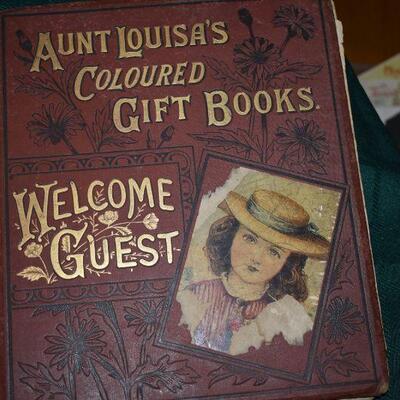 AUNT LOUISA'S
COLOURED
GIFT BOOKS.
WELCOME
GUEST